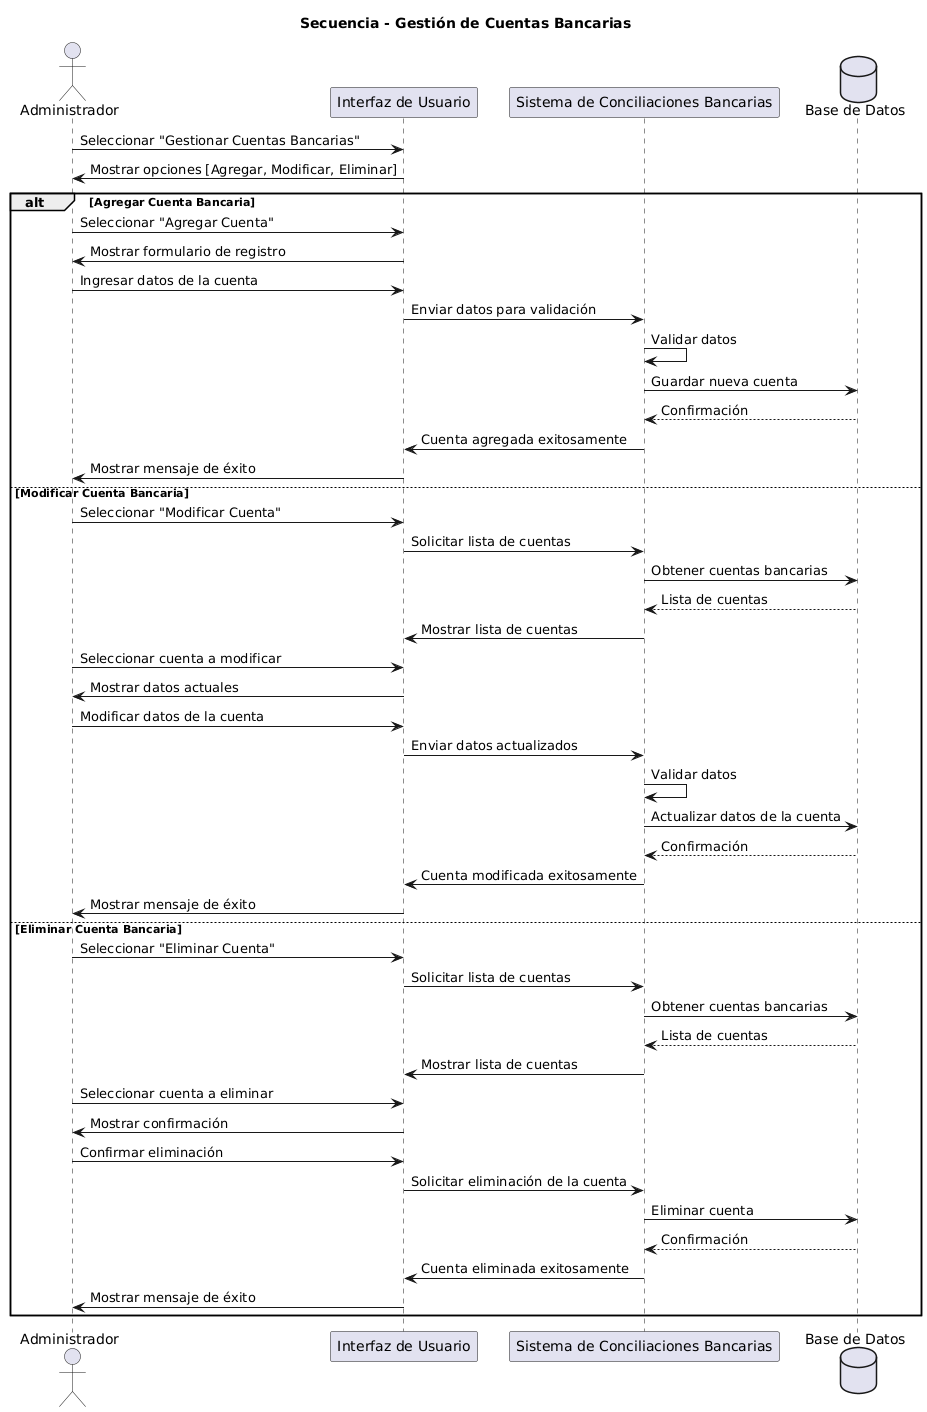 Secuencia - Gestión de Cuentas Bancarias
Administrador
Interfaz de Usuario
Sistema de Conciliaciones Bancarias
Base de Datos
Seleccionar "Gestionar Cuentas Bancarias"
Mostrar opciones [Agregar, Modificar, Eliminar]
alt [Agregar Cuenta Bancaria]
Seleccionar "Agregar Cuenta"
Mostrar formulario de registro
Ingresar datos de la cuenta
Enviar datos para validación
Validar datos
Guardar nueva cuenta
Confirmación
Cuenta agregada exitosamente
Mostrar mensaje de éxito
[Modificar Cuenta Bancaria]
Seleccionar "Modificar Cuenta"
Solicitar lista de cuentas
Obtener cuentas bancarias
Lista de cuentas
Mostrar lista de cuentas
Seleccionar cuenta a modificar
Mostrar datos actuales
Modificar datos de la cuenta
Enviar datos actualizados
Validar datos
Actualizar datos de la cuenta
Confirmación
Cuenta modificada exitosamente
Mostrar mensaje de éxito
[Eliminar Cuenta Bancaria]
Seleccionar "Eliminar Cuenta"
Solicitar lista de cuentas
Obtener cuentas bancarias
Lista de cuentas
Mostrar lista de cuentas
Seleccionar cuenta a eliminar
Mostrar confirmación
Confirmar eliminación
Solicitar eliminación de la cuenta
Eliminar cuenta
Confirmación
Cuenta eliminada exitosamente
Mostrar mensaje de éxito
Administrador
Interfaz de Usuario
Sistema de Conciliaciones Bancarias
Base de Datos